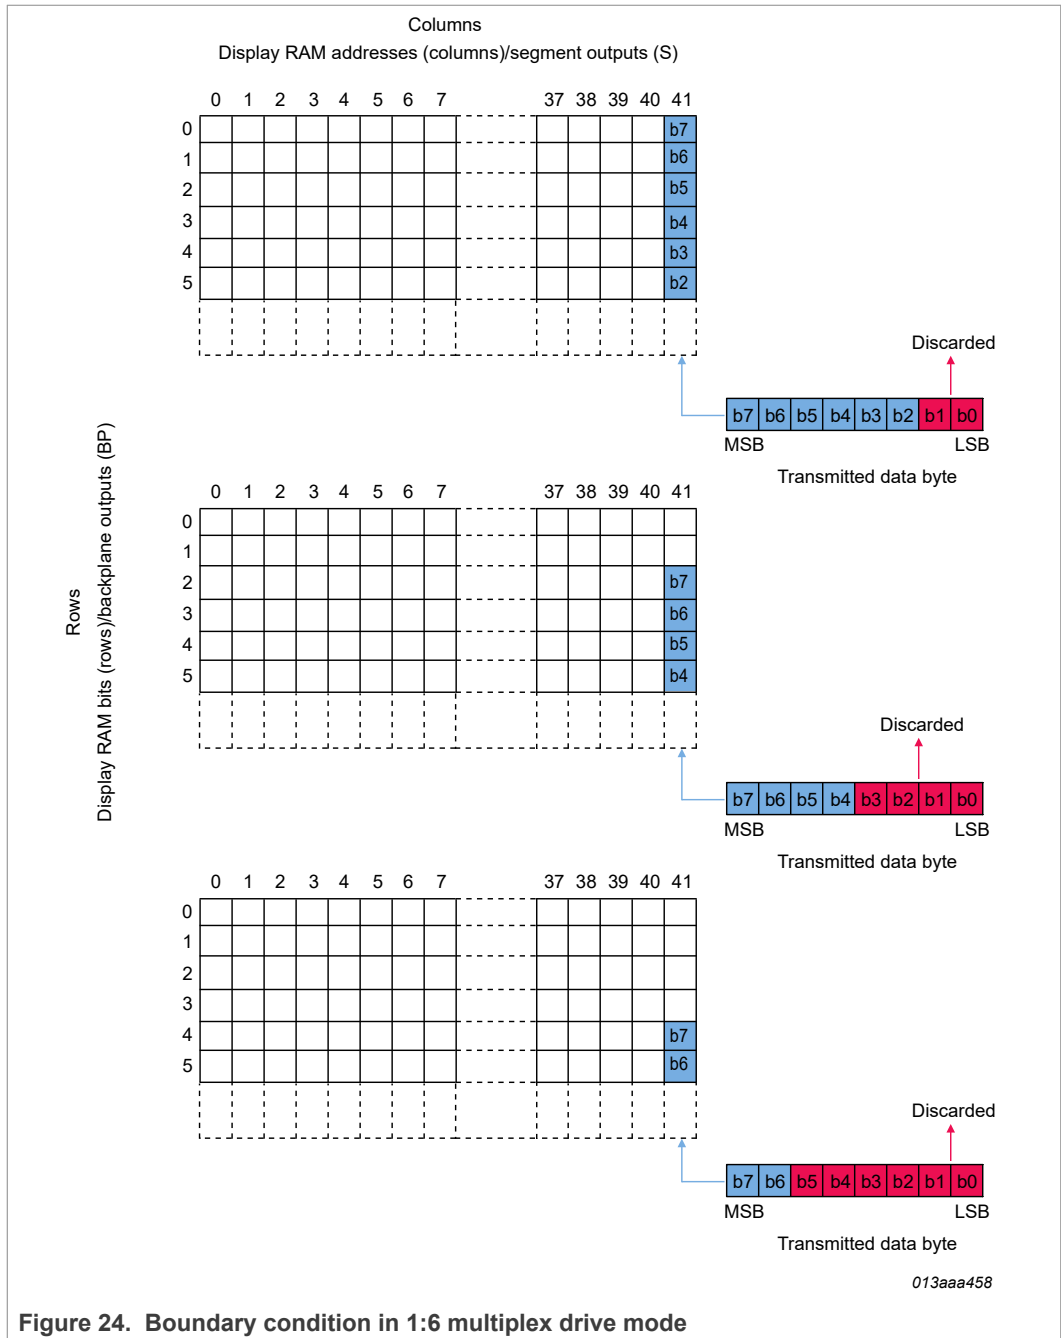 Columns
Display RAM addresses (columns)/segment outputs (S)
0 1 2 3 4 5 6 7 37 38 39 40 41
0 b7
1 b6
2 b5
3 b4
4 b3
5 b2
Discarded
b7 b6 b5 b4 b3 b2 b1 b0
MSB LSB
Transmitted data byte
Rows
Display RAM bits (rows)/backplane outputs (BP)
0 1 2 3 4 5 6 7 37 38 39 40 41
0
1
2 b7
3 b6
4 b5
5 b4
Discarded
b7 b6 b5 b4 b3 b2 b1 b0
MSB LSB
Transmitted data byte
0 1 2 3 4 5 6 7 37 38 39 40 41
0
1
2
3
4 b7
5 b6
Discarded
b7 b6 b5 b4 b3 b2 b1 b0
MSB LSB
Transmitted data byte
013aaa458
Figure 24. Boundary condition in 1:6 multiplex drive mode